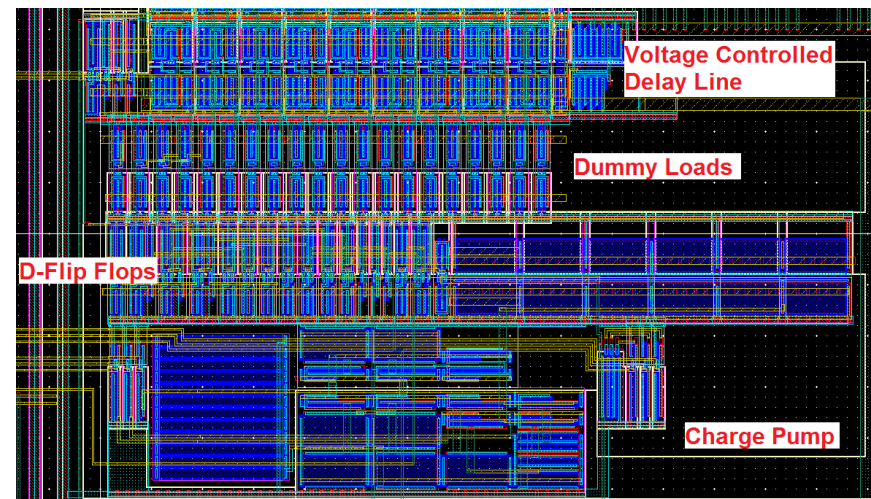 Voltage Controlled
Delay Line
Dummy Loads
D-Flip Flops
Charge Pump